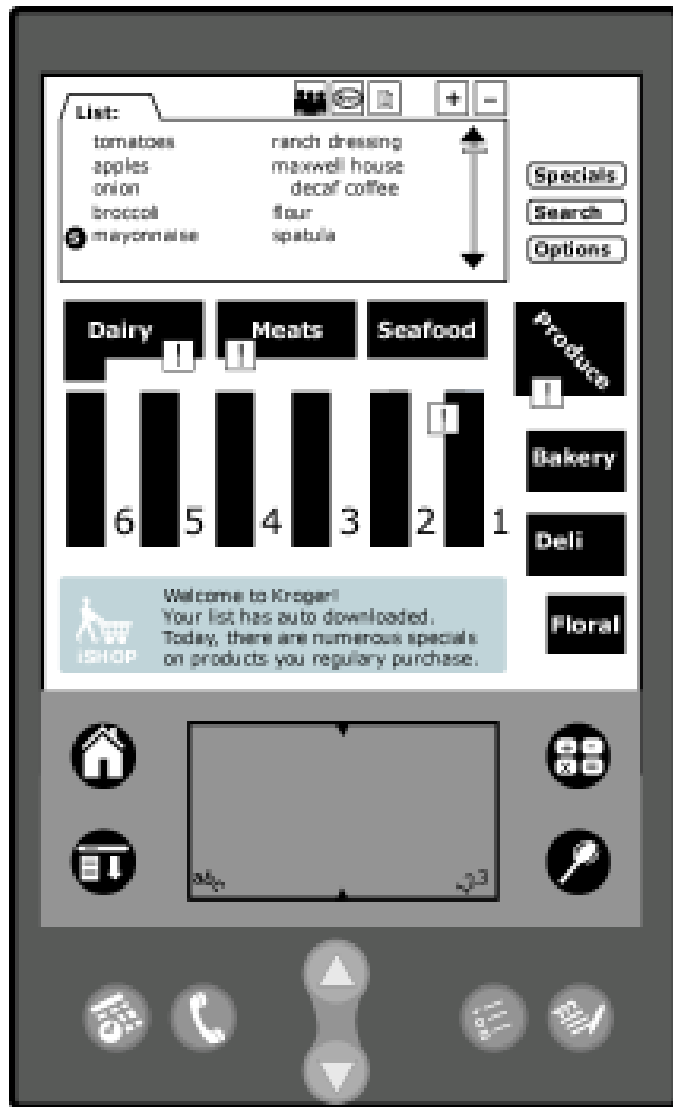 List:
+ -
tomatoes
apples
onion
broccoli
S mayonnaise
ranch dressing
maxwell house
decaf coffee
flour
spatula
Specials
Search
Options
Dairy
!
Meats
!
Seafood
Produce
!
!
6 5 4 3 2 1
Bakery
Deli
Floral
iSHOP
Welcome to Kroger!
Your list has auto downloaded.
Today, there are numerous specials
on products you regulary purchase.
+ -
x =
abc